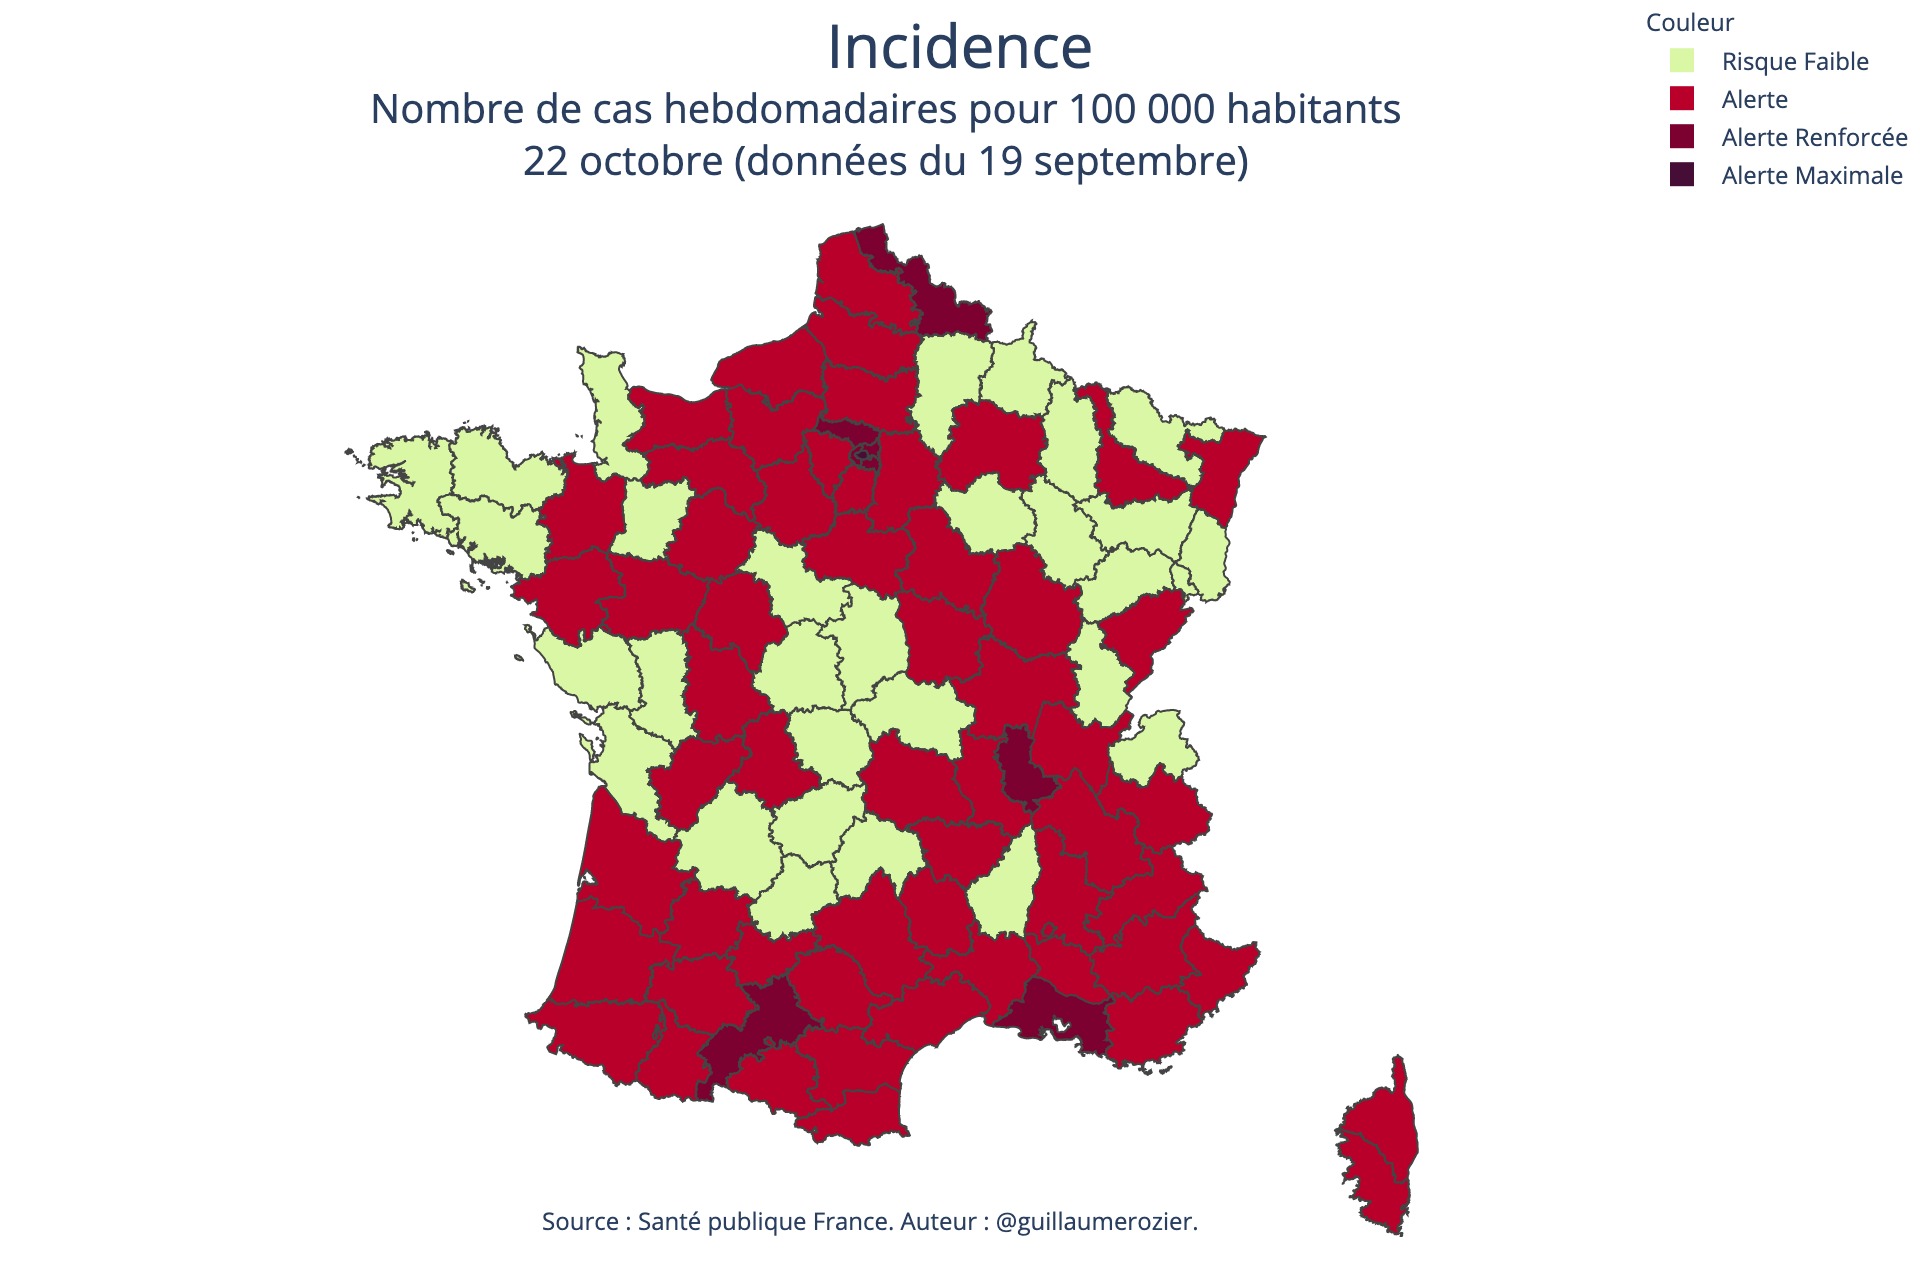 Incidence
Nombre de cas hebdomadaires pour 100 000 habitants
22 octobre (données du 19 septembre)
Couleur
Risque Faible
Alerte
Alerte Renforcée
Alerte Maximale
Source : Santé publique France. Auteur : @guillaumerozier.